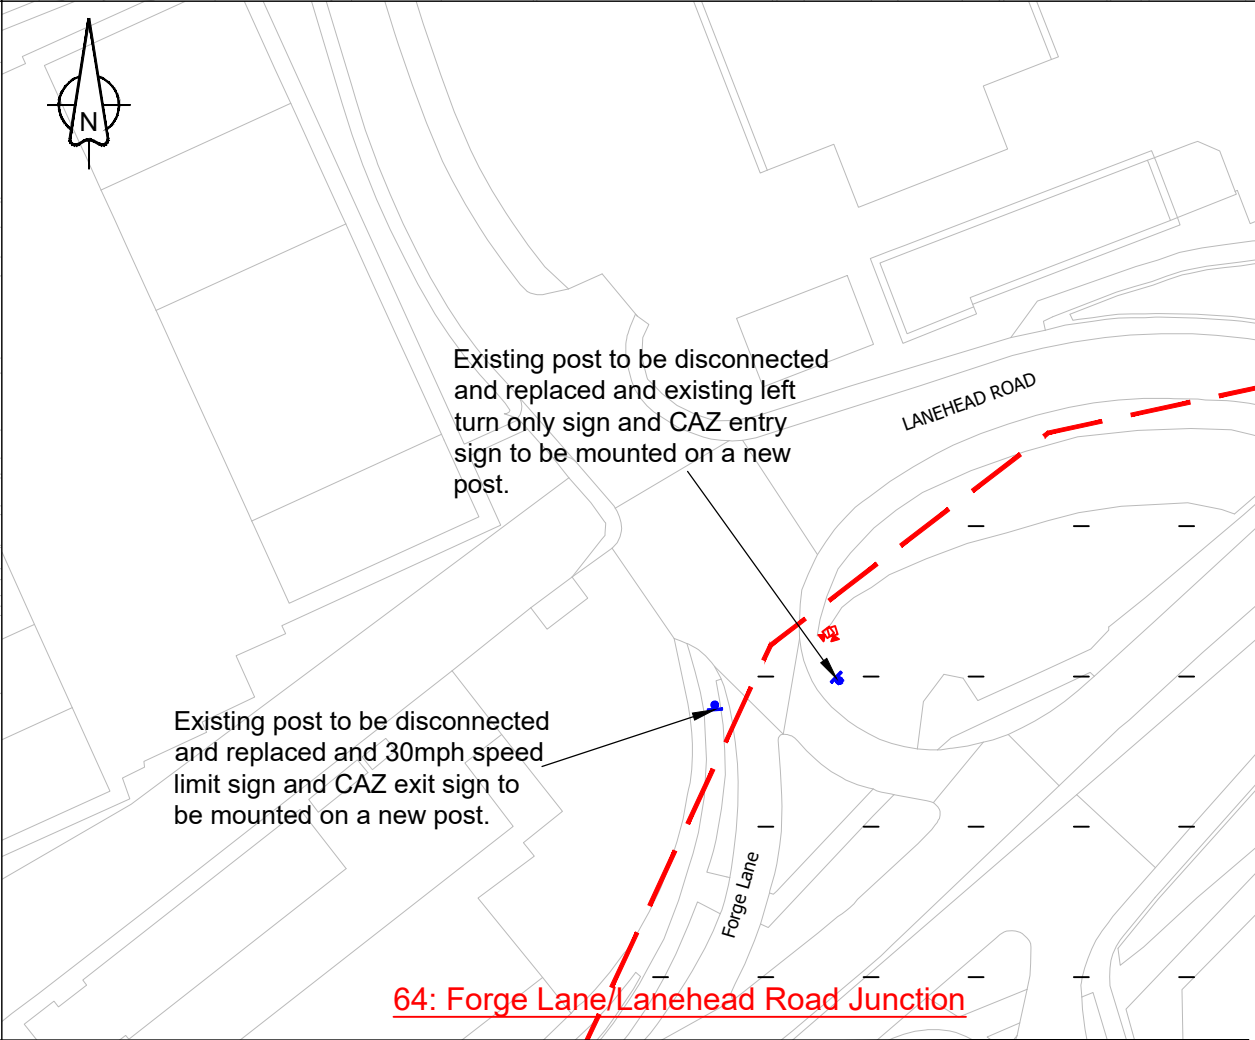 N
Existing post to be disconnected
and replaced and existing left
turn only sign and CAZ entry
sign to be mounted on a new
post.
LANEHEAD ROAD
Existing post to be disconnected
and replaced and 30mph speed
limit sign and CAZ exit sign to
be mounted on a new post.
Forge Lane
64: Forge Lane/Lanehead Road Junction